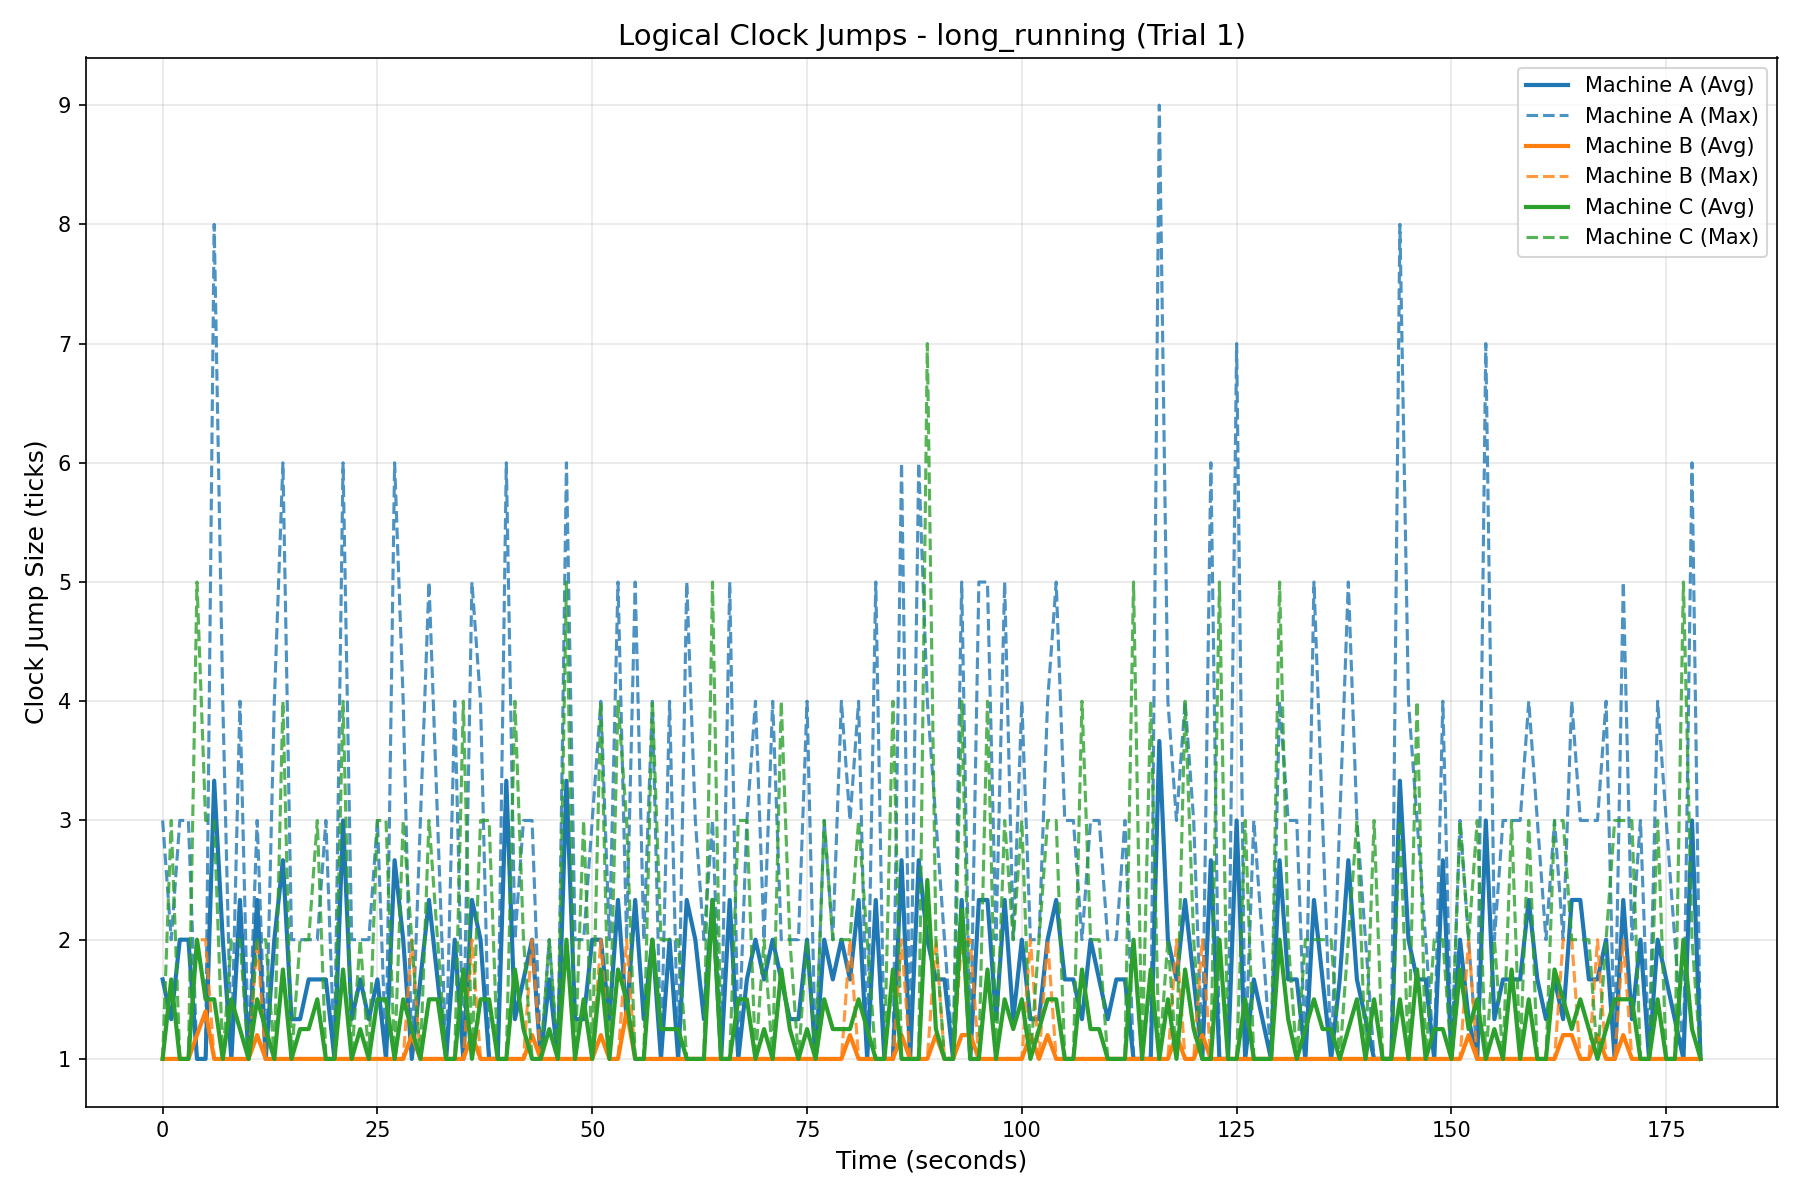 Logical Clock Jumps - long_running (Trial 1)
Machine A (Avg)
Machine A (Max)
Machine B (Avg)
Machine B (Max)
Machine C (Avg)
Machine C (Max)
9
8
7
6
5
4
3
2
1
Clock Jump Size (ticks)
0 25 50 75 100 125 150 175
Time (seconds)